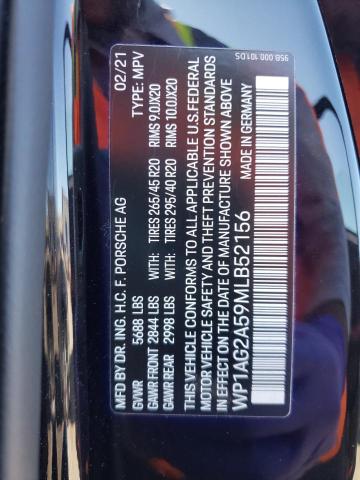 95B.000.101.DS
MFD BY DR. ING. H.C. F. PORSCHE AG 02/21
GVWR 5688 LBS TYPE: MPV
GAWR FRONT 2844 LBS WITH: TIRES 265/45 R20 RIMS 9.0JX20
GAWR REAR 2998 LBS WITH: TIRES 295/40 R20 RIMS 10.0JX20
THIS VEHICLE CONFORMS TO ALL APPLICABLE U.S. FEDERAL
MOTOR VEHICLE SAFETY AND THEFT PREVENTION STANDARDS
IN EFFECT ON THE DATE OF MANUFACTURE SHOWN ABOVE
WP1AG2A59MLB52156 MADE IN GERMANY